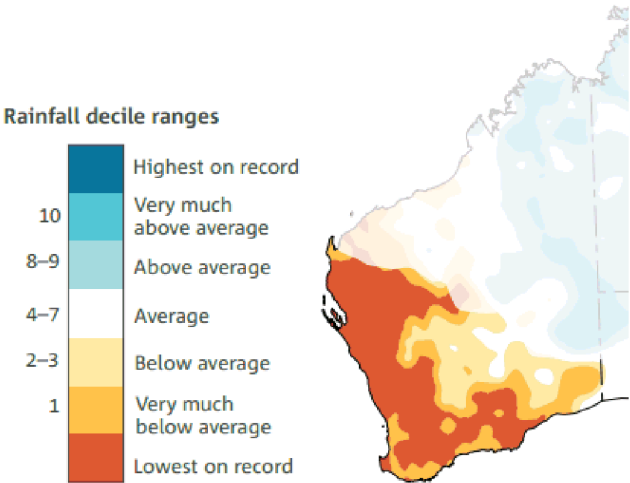 Rainfall decile ranges
Highest on record
10
Very much
above average
8–9
Above average
4–7
Average
2–3
Below average
1
Very much
below average
Lowest on record